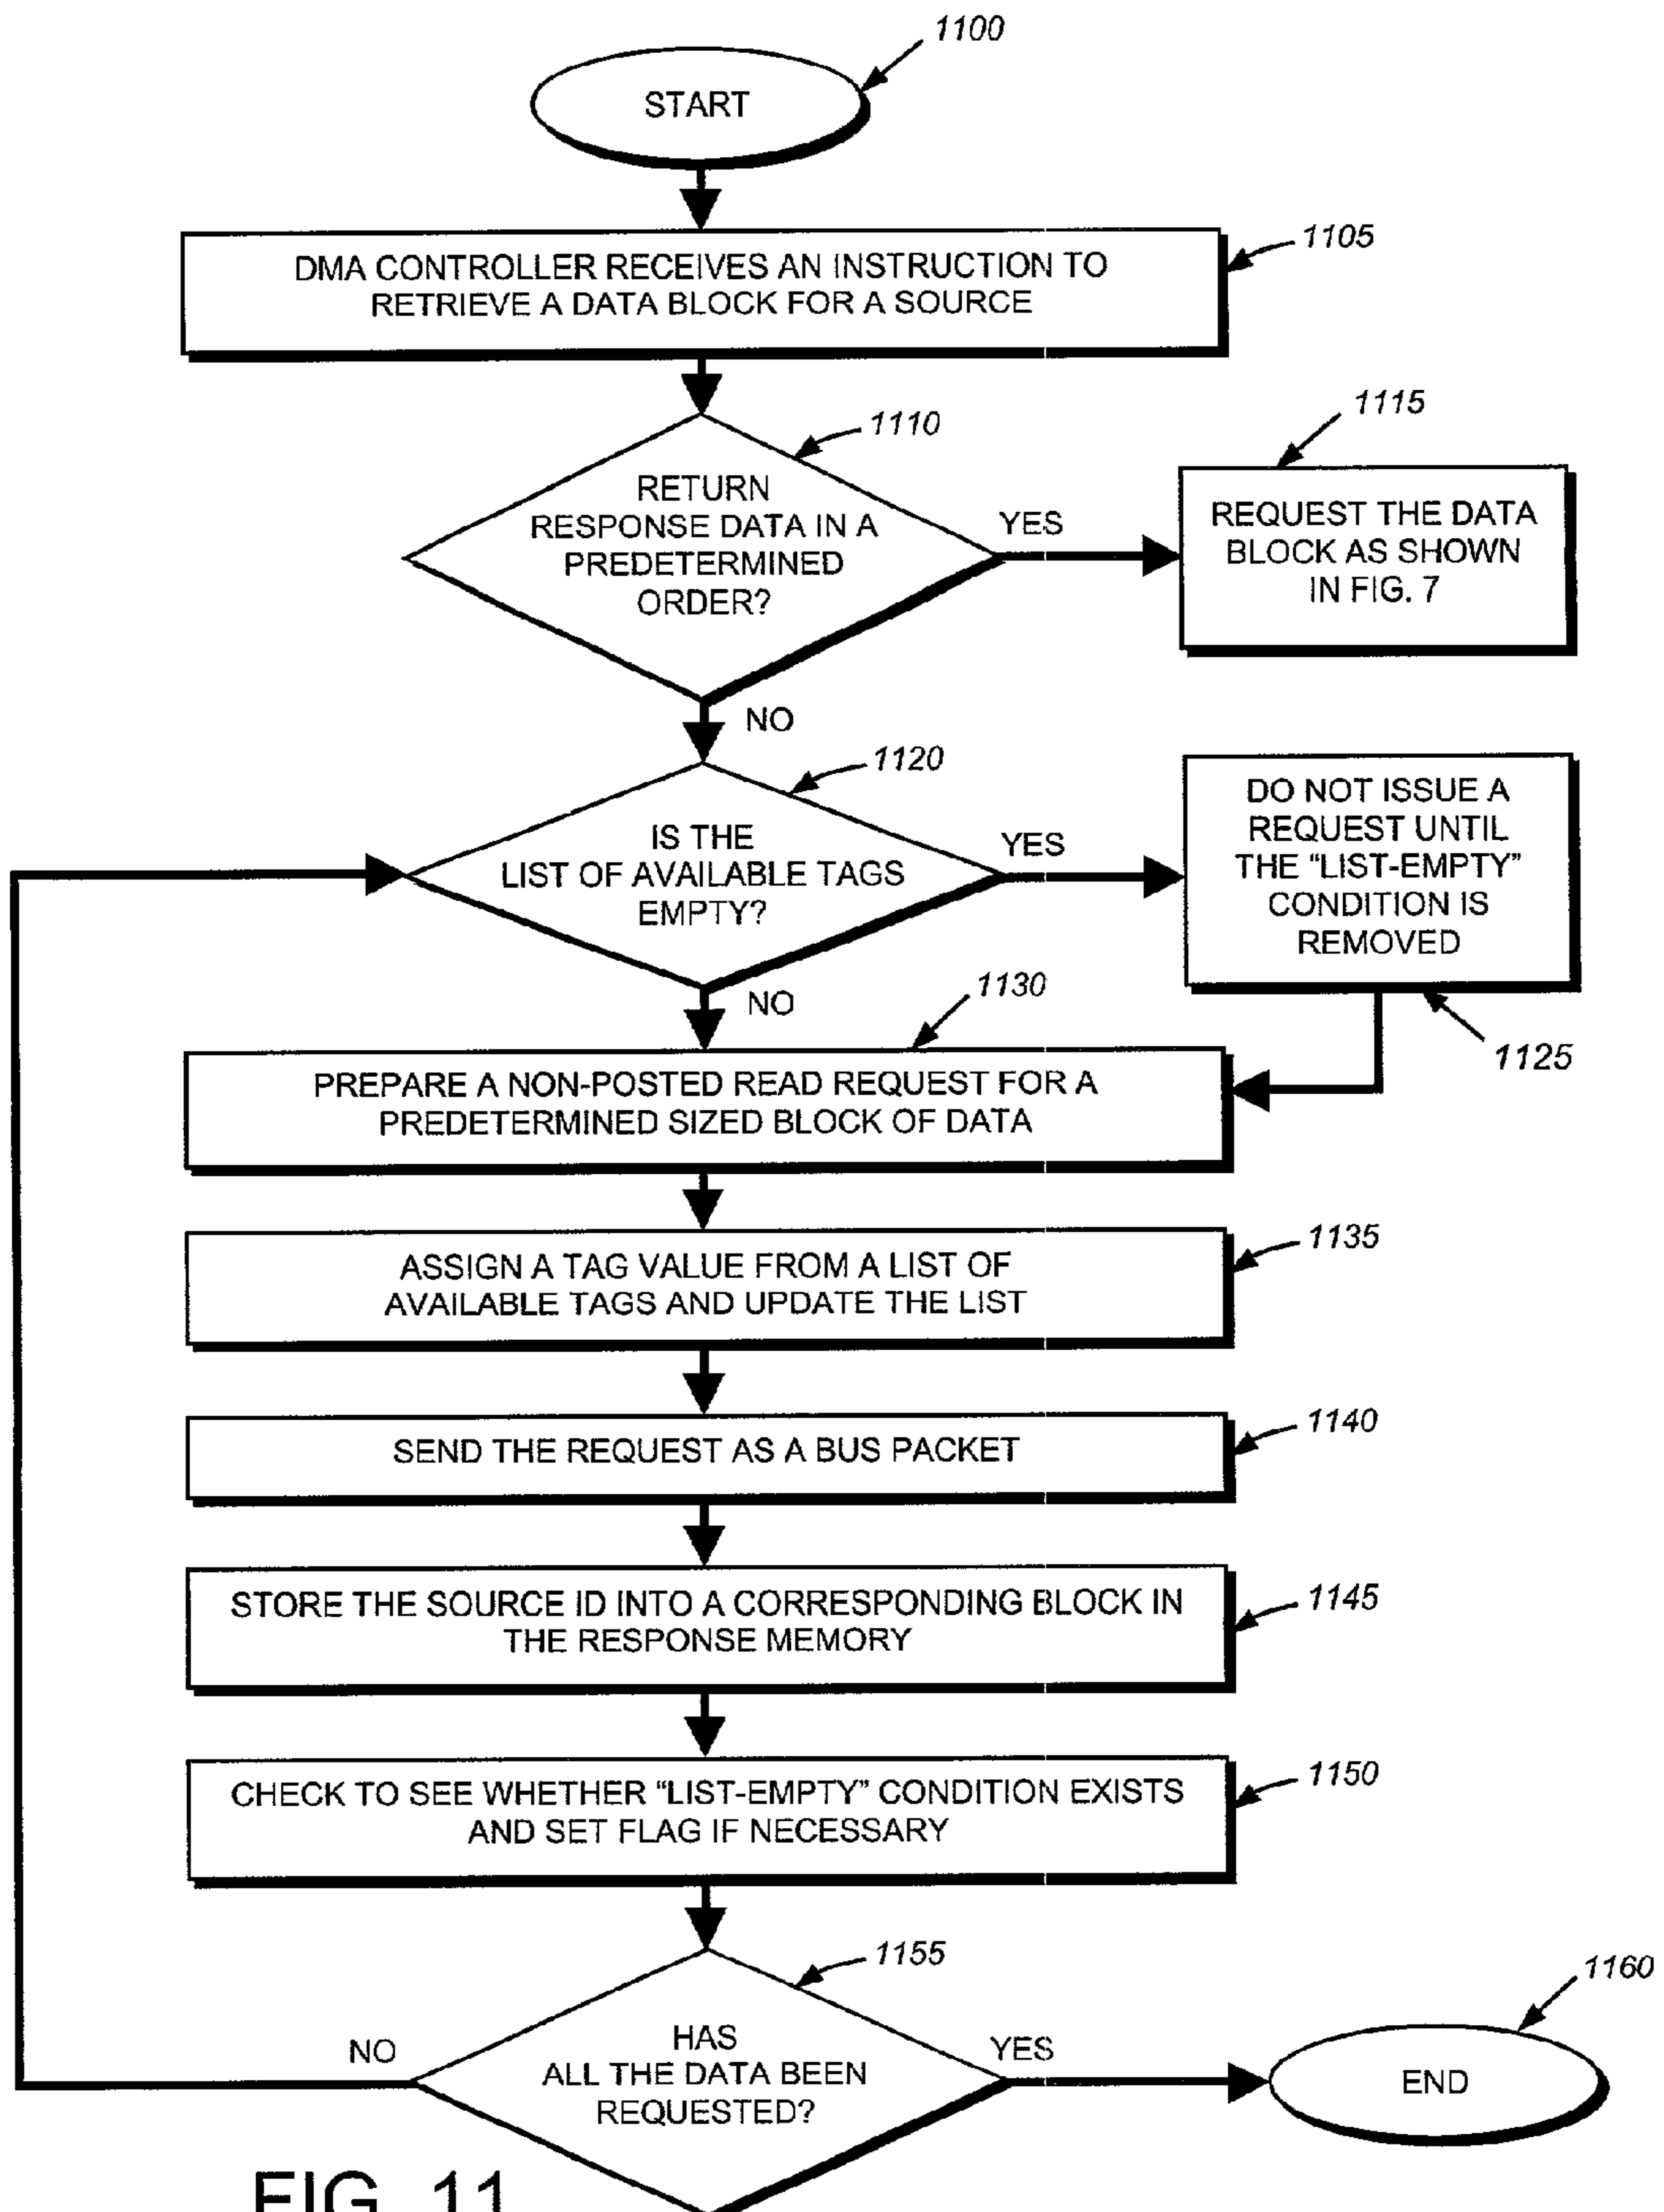 1100
START
1105
DMA CONTROLLER RECEIVES AN INSTRUCTION TO
RETRIEVE A DATA BLOCK FOR A SOURCE
1110
RETURN
RESPONSE DATA IN A
PREDETERMINED
ORDER?
YES
1115
REQUEST THE DATA
BLOCK AS SHOWN
IN FIG. 7
NO
1120
IS THE
LIST OF AVAILABLE TAGS
EMPTY?
YES
DO NOT ISSUE A
REQUEST UNTIL
THE “LIST-EMPTY”
CONDITION IS
REMOVED
1125
NO
1130
PREPARE A NON-POSTED READ REQUEST FOR A
PREDETERMINED SIZED BLOCK OF DATA
1135
ASSIGN A TAG VALUE FROM A LIST OF
AVAILABLE TAGS AND UPDATE THE LIST
1140
SEND THE REQUEST AS A BUS PACKET
1145
STORE THE SOURCE ID INTO A CORRESPONDING BLOCK IN
THE RESPONSE MEMORY
1150
CHECK TO SEE WHETHER “LIST-EMPTY” CONDITION EXISTS
AND SET FLAG IF NECESSARY
1155
HAS
ALL THE DATA BEEN
REQUESTED?
NO
YES
1160
END
FIG. 11